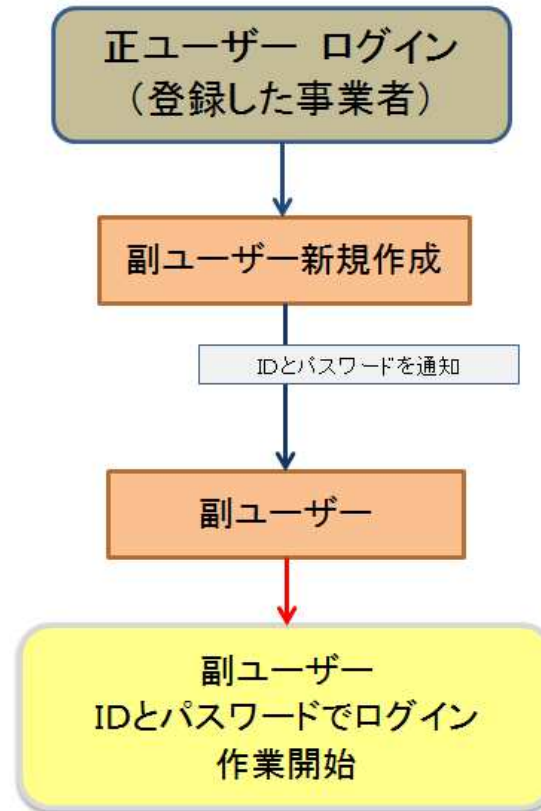 正ユーザー ログイン
（登録した事業者）
副ユーザー新規作成
IDとパスワードを通知
副ユーザー
副ユーザー
IDとパスワードでログイン
作業開始